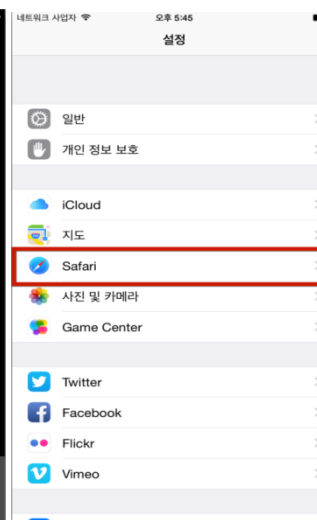 네트워크 사업자 오후 5:45
설정
일반
개인 정보 보호
iCloud
지도
Safari
사진 및 카메라
Game Center
Twitter
Facebook
Flickr
Vimeo